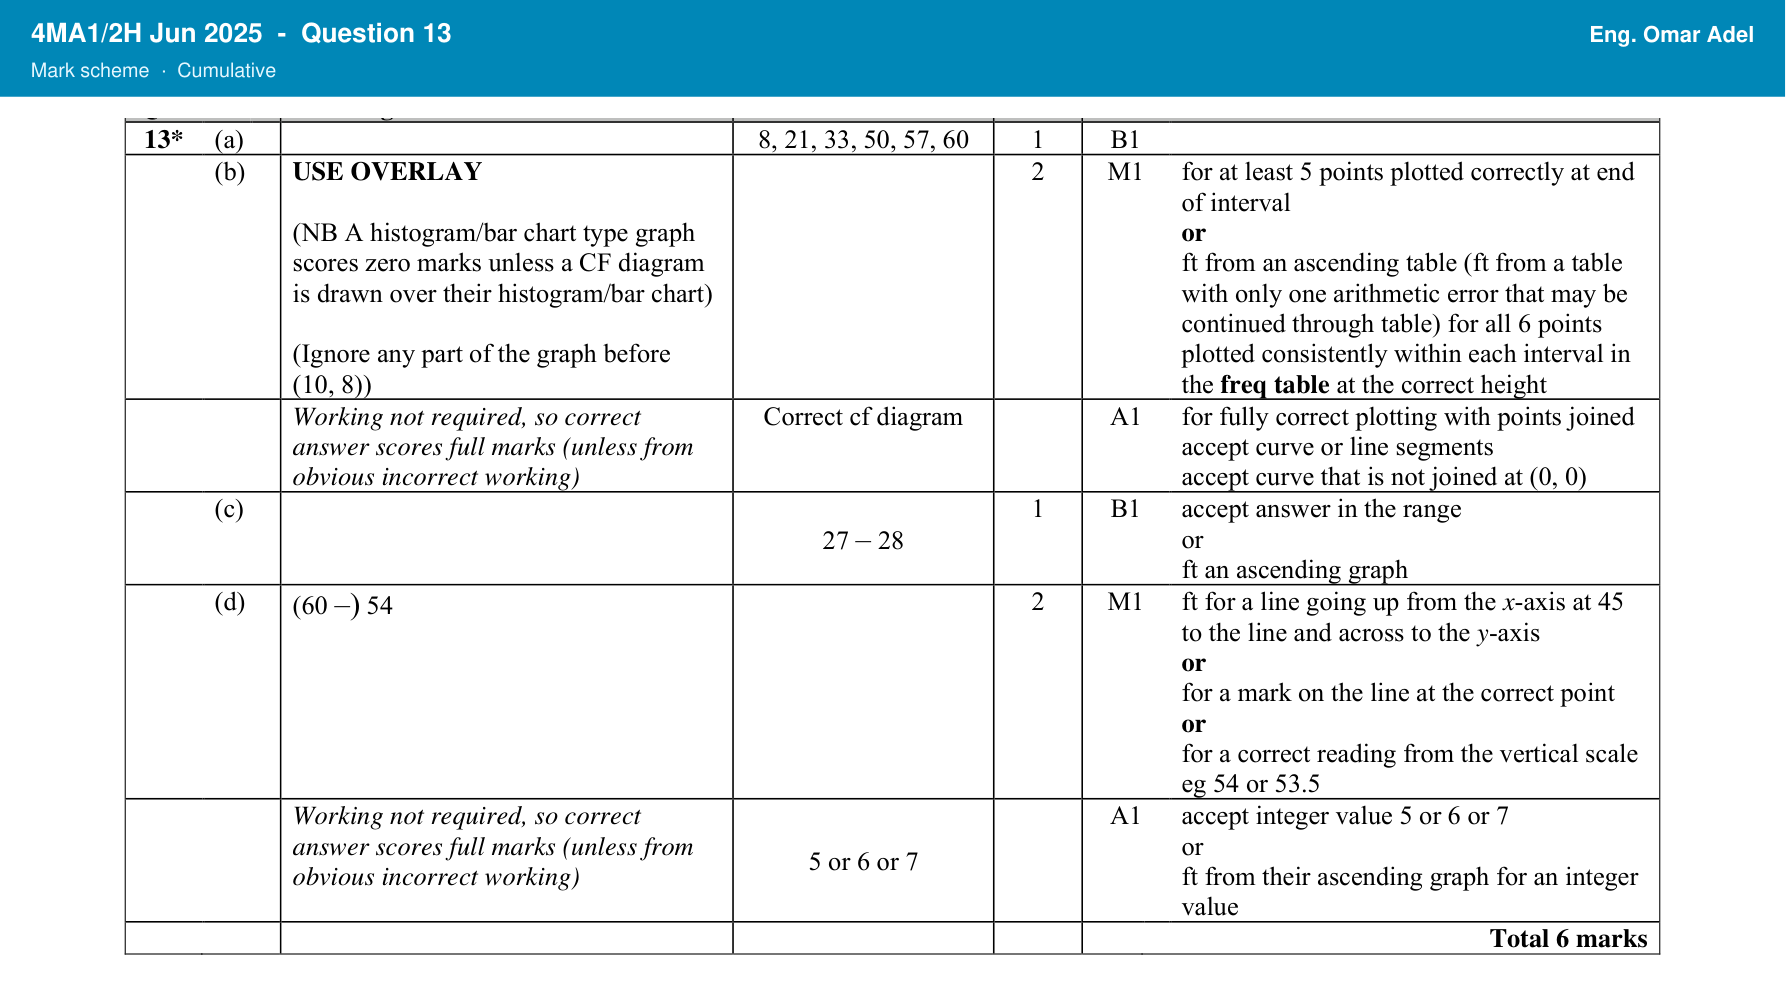 4MA1/2H Jun 2025 - Question 13
Eng. Omar Adel
Mark scheme · Cumulative
13* (a) 8, 21, 33, 50, 57, 60 1 B1
(b) USE OVERLAY 2 M1 for at least 5 points plotted correctly at end
of interval
(NB A histogram/bar chart type graph or
scores zero marks unless a CF diagram ft from an ascending table (ft from a table
is drawn over their histogram/bar chart) with only one arithmetic error that may be
continued through table) for all 6 points
(Ignore any part of the graph before plotted consistently within each interval in
(10, 8)) the freq table at the correct height
Working not required, so correct Correct cf diagram A1 for fully correct plotting with points joined
answer scores full marks (unless from accept curve or line segments
obvious incorrect working) accept curve that is not joined at (0, 0)
(c) 1 B1 accept answer in the range
27 – 28 or
ft an ascending graph
(d) (60 –) 54 2 M1 ft for a line going up from the x-axis at 45
to the line and across to the y-axis
or
for a mark on the line at the correct point
or
for a correct reading from the vertical scale
eg 54 or 53.5
Working not required, so correct A1 accept integer value 5 or 6 or 7
answer scores full marks (unless from 5 or 6 or 7 or
obvious incorrect working) ft from their ascending graph for an integer
value
Total 6 marks